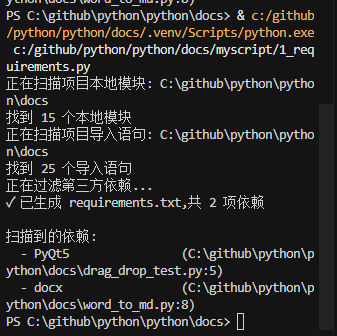 \docs\word_to_md.py:8)
PS C:\github\python\python\docs> & c:/github
/python/python/docs/.venv/Scripts/python.exe
 c:/github/python/python/docs/myscript/1_req
uirements.py
正在扫描项目本地模块: C:\github\python\pytho
n\docs
找到 15 个本地模块
正在扫描项目导入语句: C:\github\python\pytho
n\docs
找到 25 个导入语句
正在过滤第三方依赖...
✓ 已生成 requirements.txt,共 2 项依赖

扫描到的依赖:
  - PyQt5                (C:\github\python\p
ython\docs\drag_drop_test.py:5)
  - docx                 (C:\github\python\p
ython\docs\word_to_md.py:8)
PS C:\github\python\python\docs>